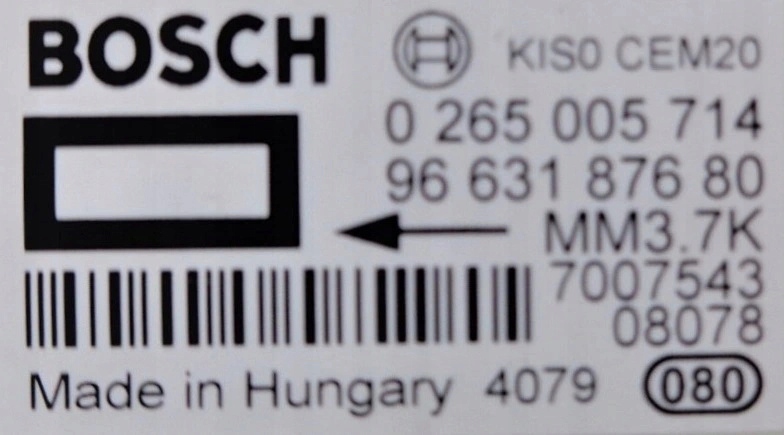 BOSCH KIS0 CEM20
0 265 005 714
96 631 876 80
MM3.7K
7007543
08078
Made in Hungary 4079 080